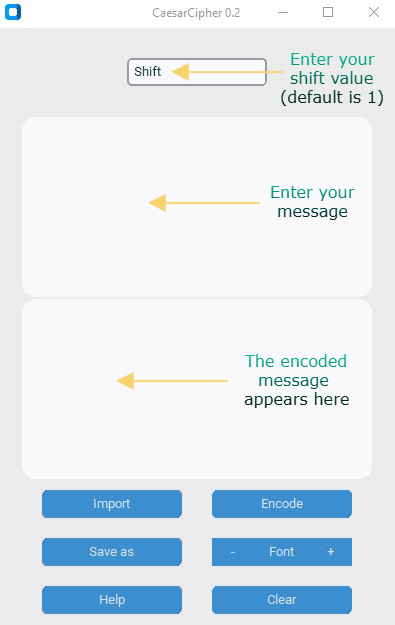 CaesarCipher 0.2
Shift
Enter your
shift value
(default is 1)
Enter your
message
The encoded
message
appears here
Import
Encode
Save as
- Font +
Help
Clear